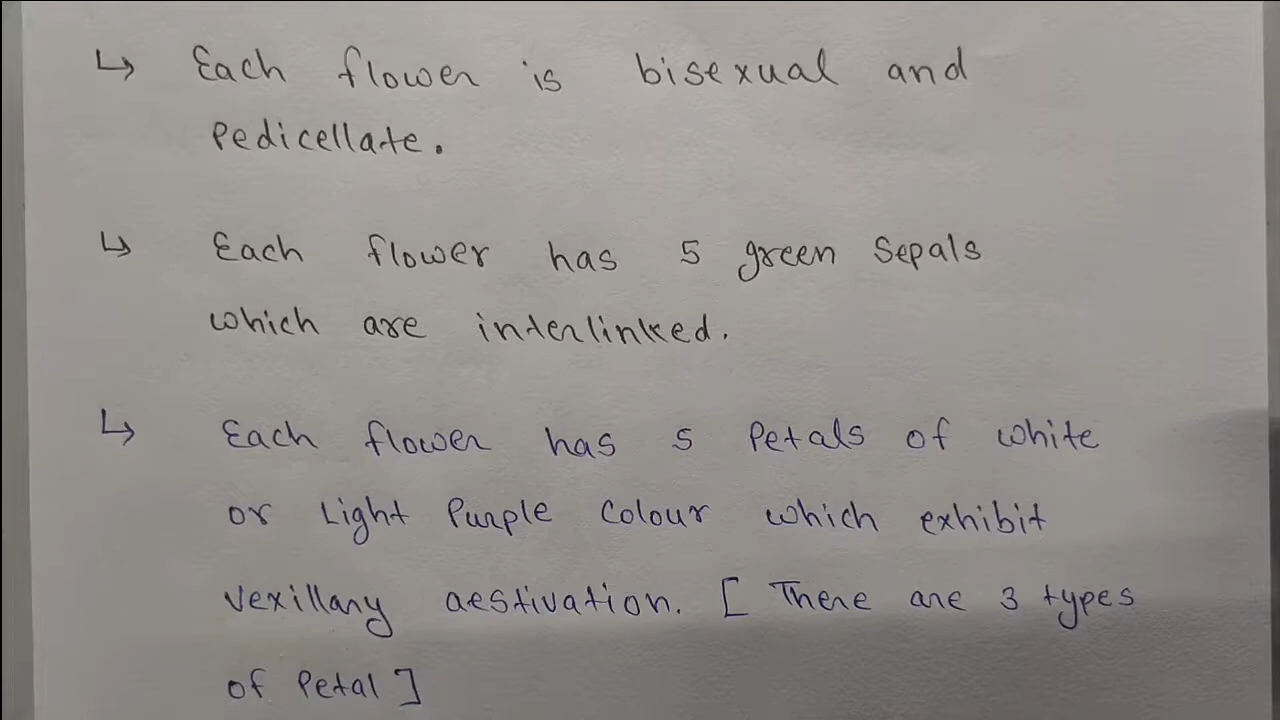 ↳ Each flower is bisexual and
Pedicellate.
↳ Each flower has 5 green Sepals
which are interlinked.
↳ Each flower has 5 Petals of white
or Light Purple Colour which exhibit
Vexillary aestivation. [ There are 3 types
of Petal ]